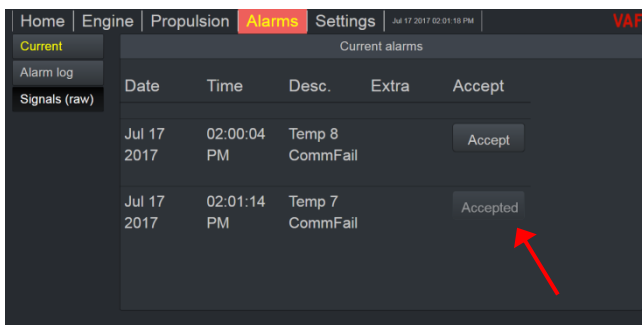 Home Engine Propulsion Alarms Settings Jul 17 2017 02:01:18 PM VAF
Current
Current alarms
Alarm log
Signals (raw)
Date Time Desc. Extra Accept
Jul 17 02:00:04 Temp 8 Accept
2017 PM CommFail
Jul 17 02:01:14 Temp 7 Accepted
2017 PM CommFail